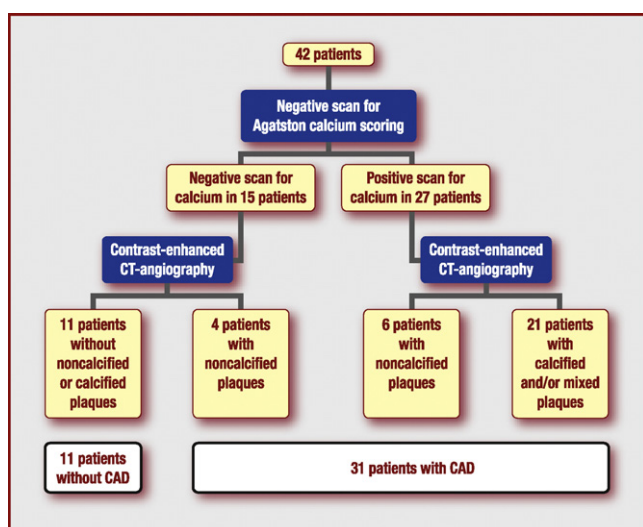 42 patients
Negative scan for
Agatston calcium scoring
Negative scan for
calcium in 15 patients
Positive scan for
calcium in 27 patients
Contrast-enhanced
CT-angiography
Contrast-enhanced
CT-angiography
11 patients
without
noncalcified
or calcified
plaques
4 patients
with
noncalcified
plaques
6 patients
with
noncalcified
plaques
21 patients
with
calcified
and/or mixed
plaques
11 patients
without CAD
31 patients with CAD